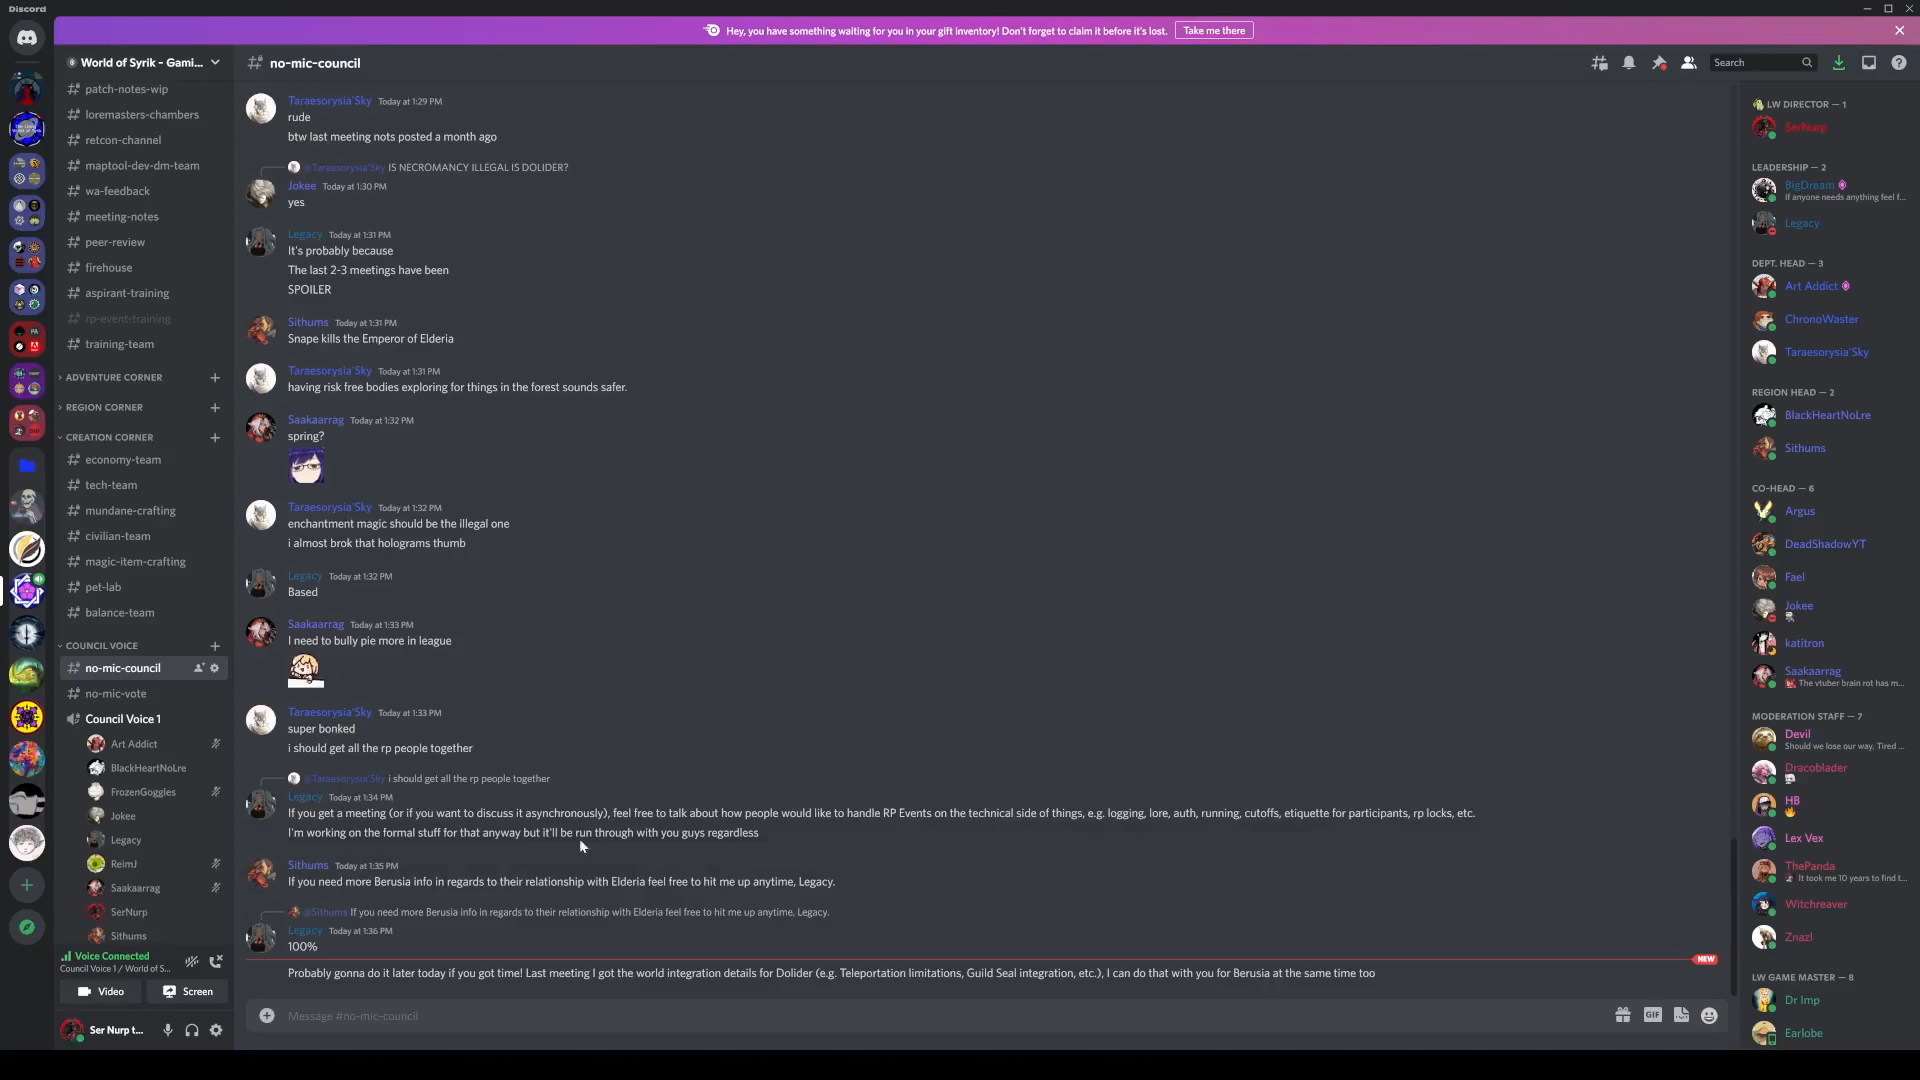 Discord
Hey, you have something waiting for you in your gift inventory! Don't forget to claim it before it's lost.
Take me there
World of Syrik - Gami...
patch-notes-wip
loremasters-chambers
retcon-channel
maptool-dev-dm-team
wa-feedback
meeting-notes
peer-review
firehouse
aspirant-training
rp-event-training
training-team
ADVENTURE CORNER
REGION CORNER
CREATION CORNER
economy-team
tech-team
mundane-crafting
civilian-team
magic-item-crafting
pet-lab
balance-team
COUNCIL VOICE
no-mic-council
no-mic-vote
Council Voice 1
Art Addict
BlackHeartNoLre
FrozenGoggles
Jokee
Legacy
ReimJ
Saakaarrag
SerNurp
Sithums
Voice Connected
Council Voice 1 / World of S...
Video
Screen
Ser Nurp t...
no-mic-council
Search
Taraesorysia'Sky Today at 1:29 PM
rude
btw last meeting nots posted a month ago
@Taraesorysia'Sky IS NECROMANCY ILLEGAL IS DOLIDER?
Jokee Today at 1:30 PM
yes
Legacy Today at 1:31 PM
It's probably because
The last 2-3 meetings have been
SPOILER
Sithums Today at 1:31 PM
Snape kills the Emperor of Elderia
Taraesorysia'Sky Today at 1:31 PM
having risk free bodies exploring for things in the forest sounds safer.
Saakaarrag Today at 1:32 PM
spring?
Taraesorysia'Sky Today at 1:32 PM
enchantment magic should be the illegal one
i almost brok that holograms thumb
Legacy Today at 1:32 PM
Based
Saakaarrag Today at 1:33 PM
I need to bully pie more in league
Taraesorysia'Sky Today at 1:33 PM
super bonked
i should get all the rp people together
@Taraesorysia'Sky i should get all the rp people together
Legacy Today at 1:34 PM
If you get a meeting (or if you want to discuss it asynchronously), feel free to talk about how people would like to handle RP Events on the technical side of things, e.g. logging, lore, auth, running, cutoffs, etiquette for participants, rp locks, etc.
I'm working on the formal stuff for that anyway but it'll be run through with you guys regardless
Sithums Today at 1:35 PM
If you need more Berusia info in regards to their relationship with Elderia feel free to hit me up anytime, Legacy.
@Sithums If you need more Berusia info in regards to their relationship with Elderia feel free to hit me up anytime, Legacy.
Legacy Today at 1:36 PM
100%
NEW
Probably gonna do it later today if you got time! Last meeting I got the world integration details for Dolider (e.g. Teleportation limitations, Guild Seal integration, etc.), I can do that with you for Berusia at the same time too
Message #no-mic-council
GIF
LW DIRECTOR — 1
SerNurp
LEADERSHIP — 2
BigDream
If anyone needs anything feel f...
Legacy
DEPT. HEAD — 3
Art Addict
ChronoWaster
Taraesorysia'Sky
REGION HEAD — 2
BlackHeartNoLre
Sithums
CO-HEAD — 6
Argus
DeadShadowYT
Fael
Jokee
katitron
Saakaarrag
The vtuber brain rot has m...
MODERATION STAFF — 7
Devil
Should we lose our way, Tired ...
Dracoblader
HB
Lex Vex
ThePanda
It took me 10 years to find t...
Witchreaver
Znazl
LW GAME MASTER — 8
Dr Imp
Earlobe